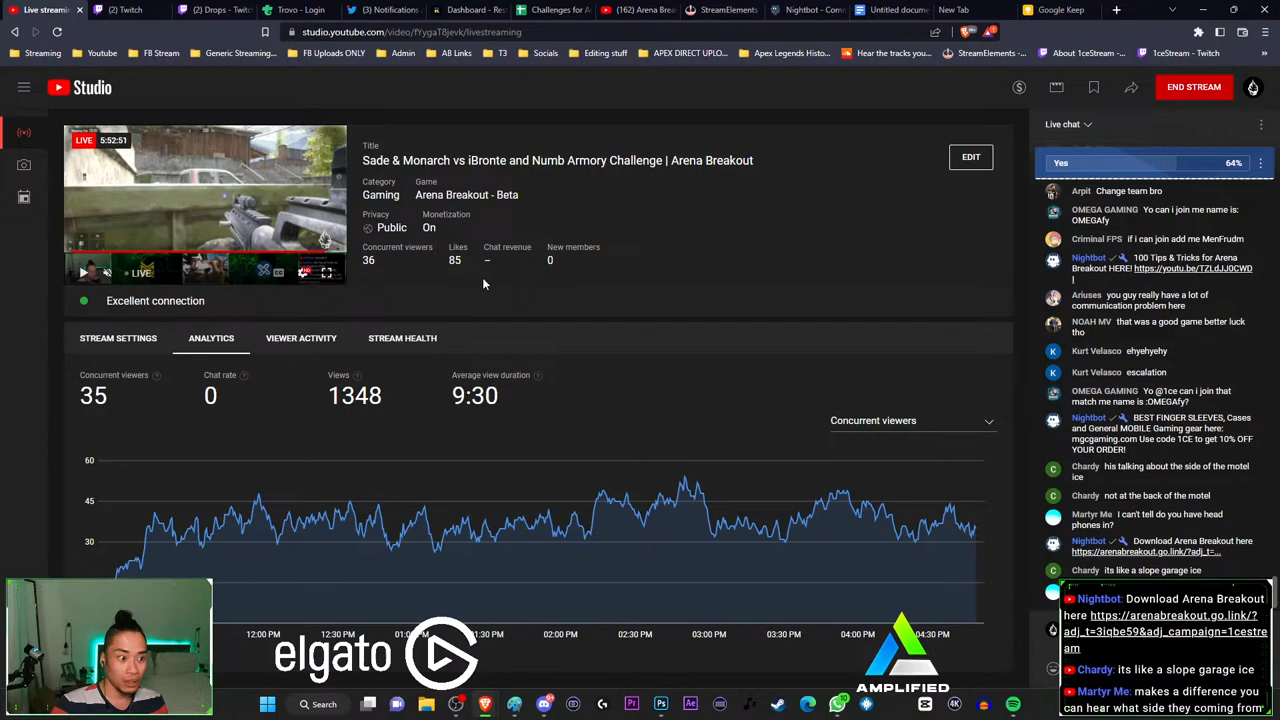 Live streaming
Twitch
(2) Twitch
(2) Drops - Twitc
Trovo - Login
(3) Notifications
Dashboard - Res
Challenges for A
(162) Arena Brea
StreamElements
Nightbot - Comm
Untitled docume
New Tab
Google Keep
studio.youtube.com/video/fYygaT8jevk/livestreaming
Streaming
Youtube
FB Stream
Generic Streaming...
FB Uploads ONLY
Admin
AB Links
T3
Socials
Editing stuff
APEX DIRECT UPLO...
Apex Legends Histo...
Hear the tracks you...
StreamElements -...
About 1ceStream -...
1ceStream - Twitch
Studio
END STREAM
LIVE 5:52:51
LIVE
Title
Sade & Monarch vs iBronte and Numb Armory Challenge | Arena Breakout
EDIT
Category Game
Gaming Arena Breakout - Beta
Privacy Monetization
Public On
Concurrent viewers Likes Chat revenue New members
36 85 – 0
Excellent connection
STREAM SETTINGS ANALYTICS VIEWER ACTIVITY STREAM HEALTH
Concurrent viewers Chat rate Views Average view duration
35 0 1348 9:30
Concurrent viewers
60
45
30
12:00 PM 12:30 PM 01:30 PM 02:00 PM 02:30 PM 03:00 PM 03:30 PM 04:00 PM 04:30 PM
elgato
AMPLIFIED
Live chat
Yes 64%
Arpit Change team bro
OMEGA GAMING Yo can i join me name is:
OMEGAfy
Criminal FPS if i can join add me MenFrudm
Nightbot 100 Tips & Tricks for Arena
Breakout HERE! https://youtu.be/TZLdJJ0CWD
I
Ariuses you guy really have a lot of
communication problem here
NOAH MV that was a good game better luck
tho
Kurt Velasco ehyehyehy
Kurt Velasco escalation
OMEGA GAMING Yo @1ce can i join that
match me name is :OMEGAfy?
Nightbot BEST FINGER SLEEVES, Cases
and General MOBILE Gaming gear here:
mgcgaming.com Use code 1CE to get 10% OFF
YOUR ORDER!
Chardy his talking about the side of the motel
ice
Chardy not at the back of the motel
Martyr Me I can't tell do you have head
phones in?
Nightbot Download Arena Breakout here
https://arenabreakout.go.link/?adj_t=...
Chardy its like a slope garage ice
Nightbot: Download Arena Breakout
here https://arenabreakout.go.link/?
adj_t=3iqbe59&adj_campaign=1cestre
am
Chardy: its like a slope garage ice
Martyr Me: makes a difference you
can hear what side they coming from
Search